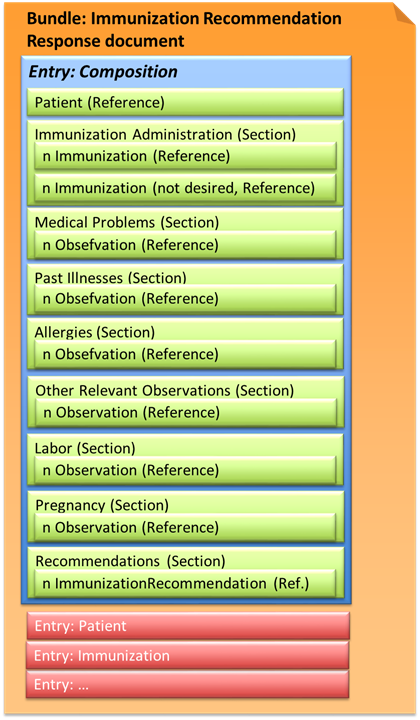 Bundle: Immunization Recommendation
Response document
Entry: Composition
Patient (Reference)
Immunization Administration (Section)
n Immunization (Reference)
n Immunization (not desired, Reference)
Medical Problems (Section)
n Obsefvation (Reference)
Past Illnesses (Section)
n Obsefvation (Reference)
Allergies (Section)
n Obsefvation (Reference)
Other Relevant Observations (Section)
n Observation (Reference)
Labor (Section)
n Observation (Reference)
Pregnancy (Section)
n Observation (Reference)
Recommendations (Section)
n ImmunizationRecommendation (Ref.)
Entry: Patient
Entry: Immunization
Entry: ...